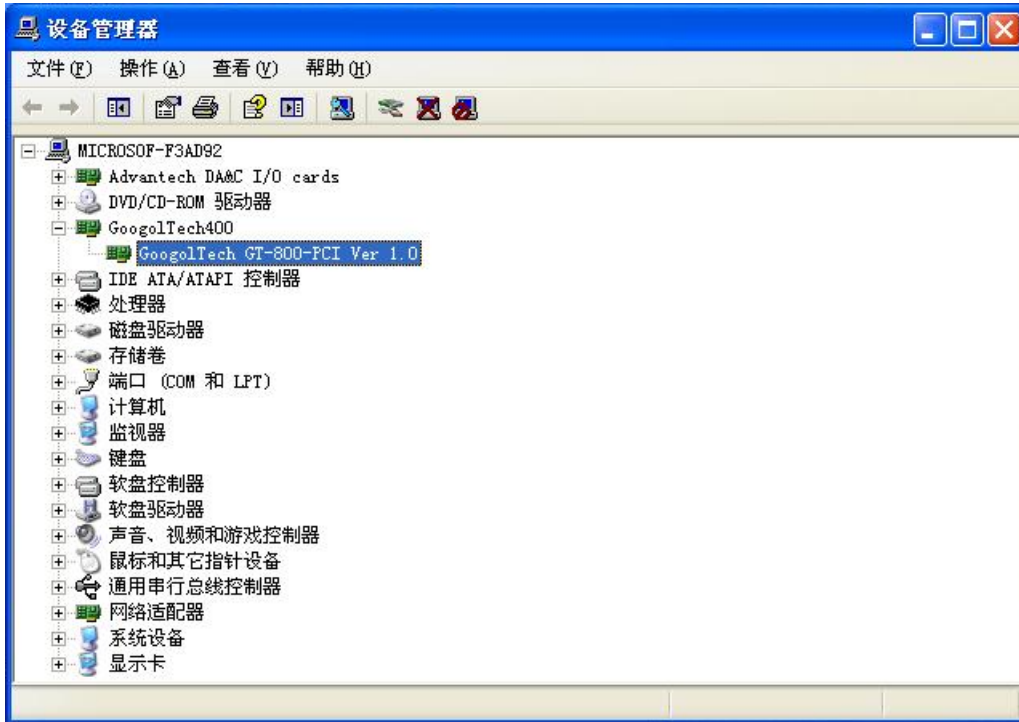 设备管理器
文件(F) 操作(A) 查看(V) 帮助(H)
MICROSOF-F3AD92
Advantech DA&C I/O cards
DVD/CD-ROM 驱动器
GoogolTech400
GoogolTech GT-800-PCI Ver 1.0
IDE ATA/ATAPI 控制器
处理器
磁盘驱动器
存储卷
端口 (COM 和 LPT)
计算机
监视器
键盘
软盘控制器
软盘驱动器
声音、视频和游戏控制器
鼠标和其它指针设备
通用串行总线控制器
网络适配器
系统设备
显示卡